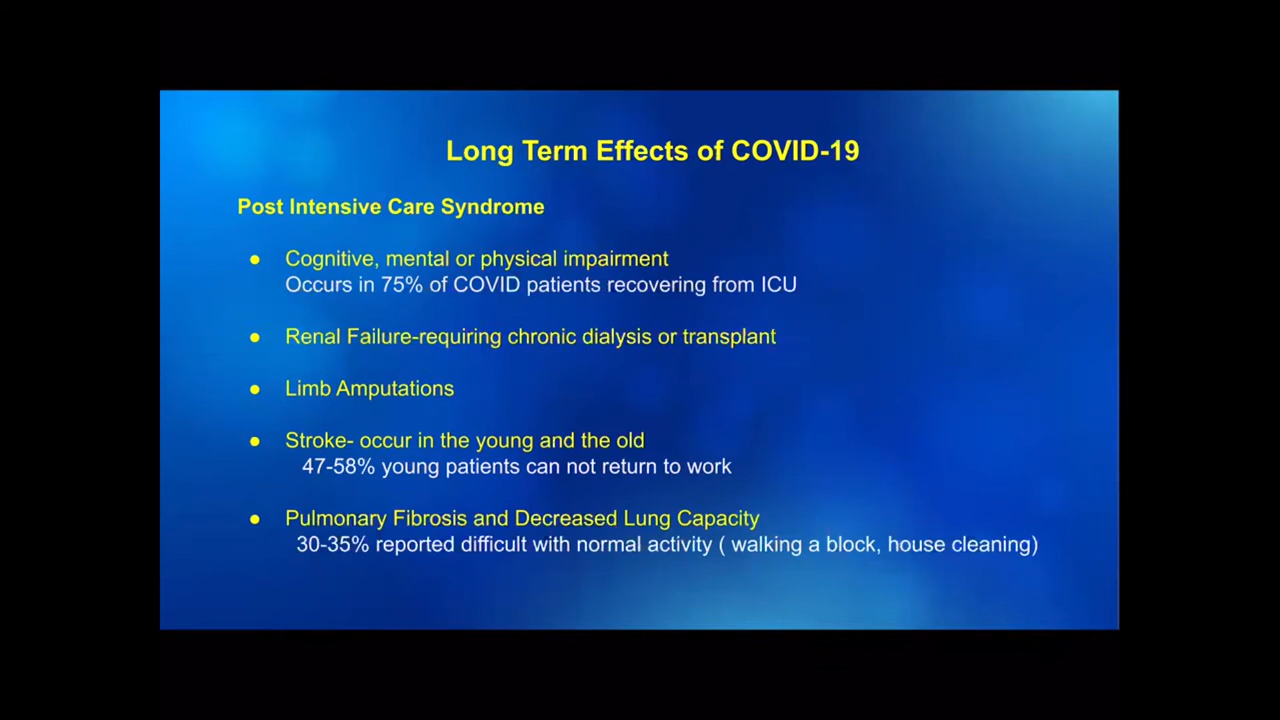 Long Term Effects of COVID-19
Post Intensive Care Syndrome
● Cognitive, mental or physical impairment
Occurs in 75% of COVID patients recovering from ICU
● Renal Failure-requiring chronic dialysis or transplant
● Limb Amputations
● Stroke- occur in the young and the old
47-58% young patients can not return to work
● Pulmonary Fibrosis and Decreased Lung Capacity
30-35% reported difficult with normal activity ( walking a block, house cleaning)